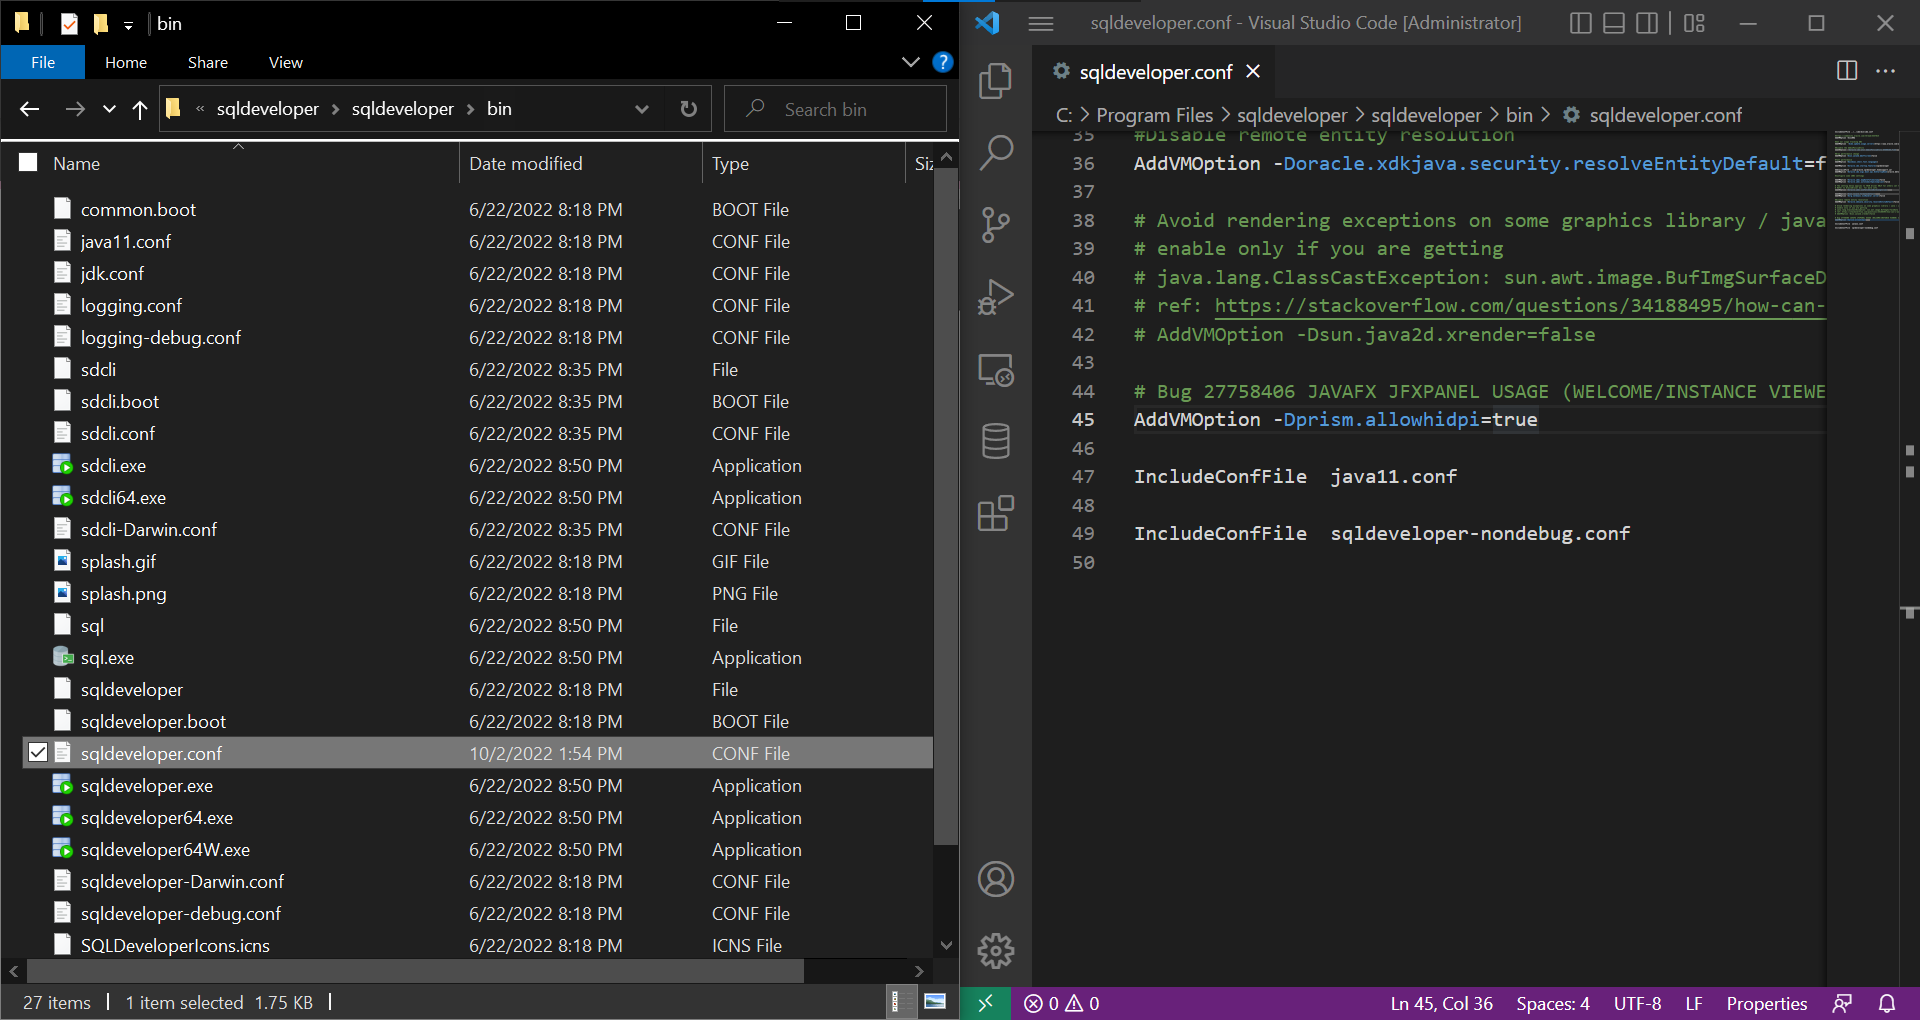 bin
File Home Share View
« sqldeveloper › sqldeveloper › bin
Search bin
Name Date modified Type Siz
common.boot 6/22/2022 8:18 PM BOOT File
java11.conf 6/22/2022 8:18 PM CONF File
jdk.conf 6/22/2022 8:18 PM CONF File
logging.conf 6/22/2022 8:18 PM CONF File
logging-debug.conf 6/22/2022 8:18 PM CONF File
sdcli 6/22/2022 8:35 PM File
sdcli.boot 6/22/2022 8:35 PM BOOT File
sdcli.conf 6/22/2022 8:35 PM CONF File
sdcli.exe 6/22/2022 8:50 PM Application
sdcli64.exe 6/22/2022 8:50 PM Application
sdcli-Darwin.conf 6/22/2022 8:35 PM CONF File
splash.gif 6/22/2022 8:18 PM GIF File
splash.png 6/22/2022 8:18 PM PNG File
sql 6/22/2022 8:50 PM File
sql.exe 6/22/2022 8:50 PM Application
sqldeveloper 6/22/2022 8:18 PM File
sqldeveloper.boot 6/22/2022 8:18 PM BOOT File
sqldeveloper.conf 10/2/2022 1:54 PM CONF File
sqldeveloper.exe 6/22/2022 8:50 PM Application
sqldeveloper64.exe 6/22/2022 8:50 PM Application
sqldeveloper64W.exe 6/22/2022 8:50 PM Application
sqldeveloper-Darwin.conf 6/22/2022 8:18 PM CONF File
sqldeveloper-debug.conf 6/22/2022 8:18 PM CONF File
SQLDeveloperIcons.icns 6/22/2022 8:18 PM ICNS File
27 items 1 item selected 1.75 KB
sqldeveloper.conf - Visual Studio Code [Administrator]
sqldeveloper.conf
C: > Program Files > sqldeveloper > sqldeveloper > bin > sqldeveloper.conf
35 #Disable remote entity resolution
36 AddVMOption -Doracle.xdkjava.security.resolveEntityDefault=f
37
38 # Avoid rendering exceptions on some graphics library / java
39 # enable only if you are getting
40 # java.lang.ClassCastException: sun.awt.image.BufImgSurfaceD
41 # ref: https://stackoverflow.com/questions/34188495/how-can-
42 # AddVMOption -Dsun.java2d.xrender=false
43
44 # Bug 27758406 JAVAFX JFXPANEL USAGE (WELCOME/INSTANCE VIEWE
45 AddVMOption -Dprism.allowhidpi=true
46
47 IncludeConfFile  java11.conf
48
49 IncludeConfFile  sqldeveloper-nondebug.conf
50
0 0 Ln 45, Col 36 Spaces: 4 UTF-8 LF Properties